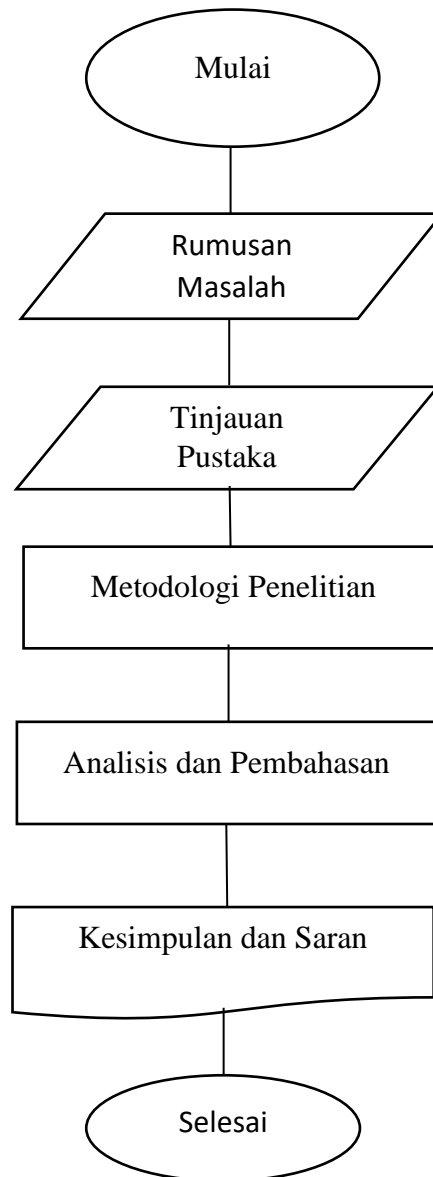 Mulai
Rumusan
Masalah
Tinjauan
Pustaka
Metodologi Penelitian
Analisis dan Pembahasan
Kesimpulan dan Saran
Selesai